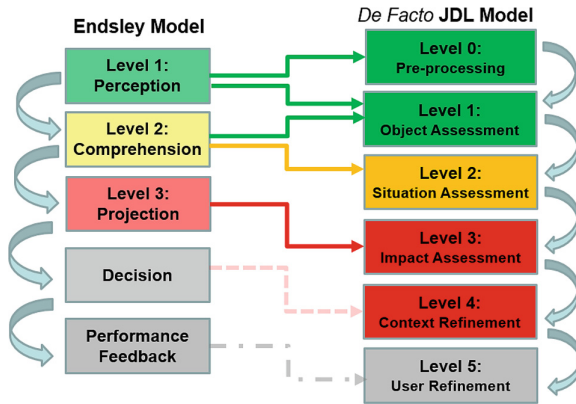 Endsley Model
Level 1:
Perception
Level 2:
Comprehension
Level 3:
Projection
Decision
Performance
Feedback
De Facto JDL Model
Level 0:
Pre-processing
Level 1:
Object Assessment
Level 2:
Situation Assessment
Level 3:
Impact Assessment
Level 4:
Context Refinement
Level 5:
User Refinement